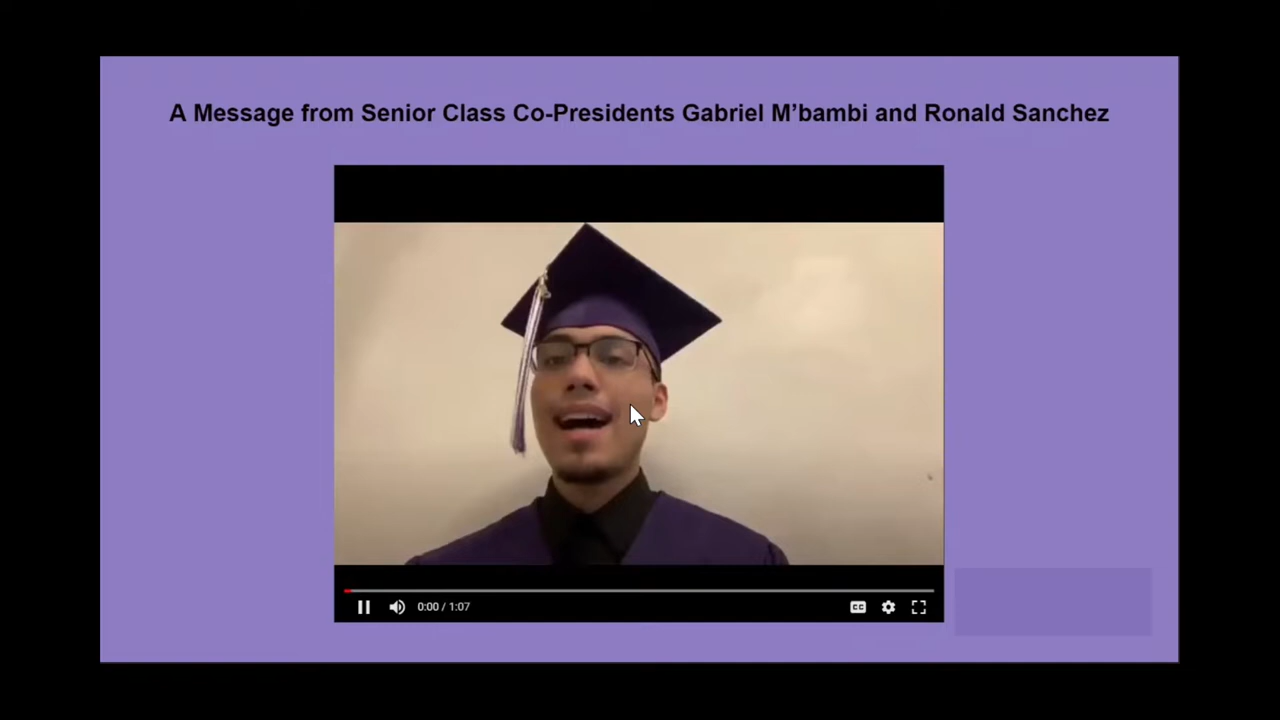 A Message from Senior Class Co-Presidents Gabriel M’bambi and Ronald Sanchez
0:00 / 1:07
CC